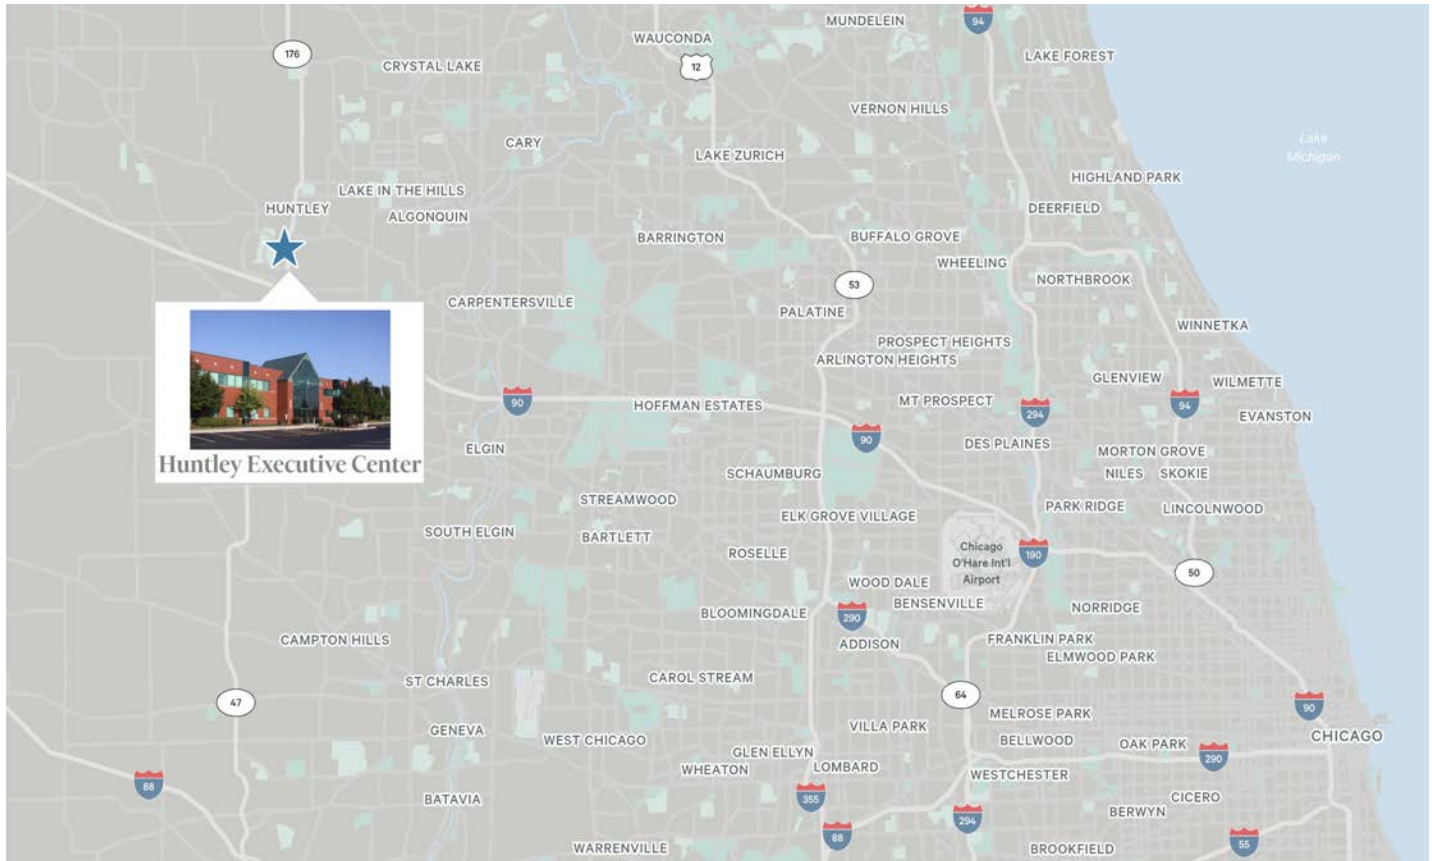 MUNDELEIN
94
WAUCONDA
176
LAKE FOREST
CRYSTAL LAKE
12
VERNON HILLS
CARY
Lake
Michigan
LAKE ZURICH
HIGHLAND PARK
LAKE IN THE HILLS
HUNTLEY
DEERFIELD
ALGONQUIN
BARRINGTON
BUFFALO GROVE
WHEELING
NORTHBROOK
53
CARPENTERSVILLE
PALATINE
WINNETKA
PROSPECT HEIGHTS
ARLINGTON HEIGHTS
GLENVIEW
WILMETTE
90
HOFFMAN ESTATES
MT PROSPECT
294
94
EVANSTON
90
DES PLAINES
ELGIN
MORTON GROVE
Huntley Executive Center
SCHAUMBURG
NILES
SKOKIE
STREAMWOOD
PARK RIDGE
LINCOLNWOOD
ELK GROVE VILLAGE
SOUTH ELGIN
BARTLETT
ROSELLE
Chicago
O'Hare Int'l
Airport
190
50
WOOD DALE
BENSENVILLE
NORRIDGE
BLOOMINGDALE
290
CAMPTON HILLS
ADDISON
FRANKLIN PARK
ELMWOOD PARK
ST CHARLES
CAROL STREAM
47
64
90
MELROSE PARK
GENEVA
VILLA PARK
WEST CHICAGO
BELLWOOD
OAK PARK
CHICAGO
GLEN ELLYN
290
WHEATON
LOMBARD
WESTCHESTER
88
BATAVIA
355
CICERO
BERWYN
294
88
55
WARRENVILLE
BROOKFIELD